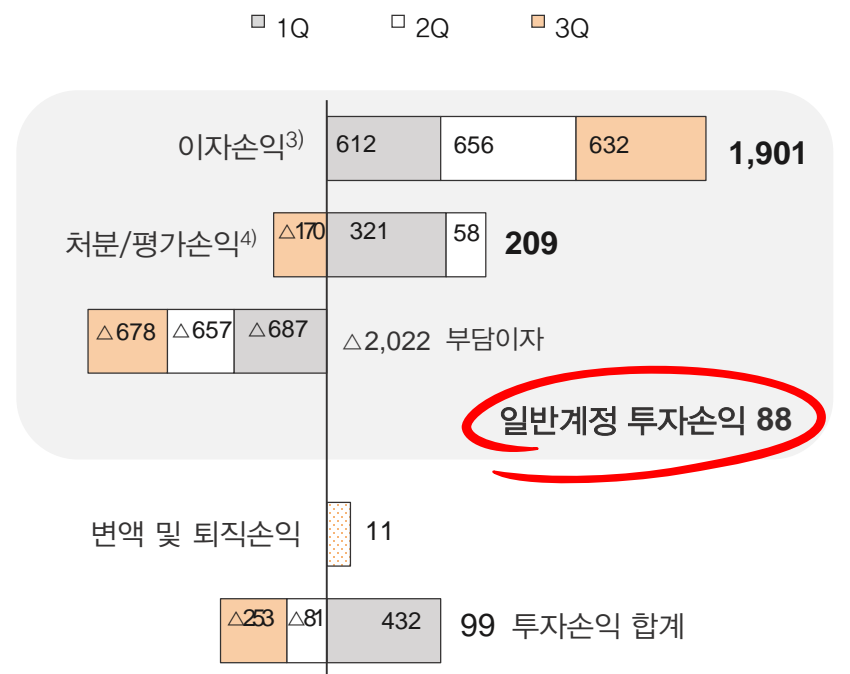 1Q 2Q 3Q
이자손익3) 612 656 632 1,901
처분/평가손익4) △170 321 58 209
△678 △657 △687 △2,022 부담이자
일반계정 투자손익 88
변액 및 퇴직손익 11
△253 △81 432 99 투자손익 합계